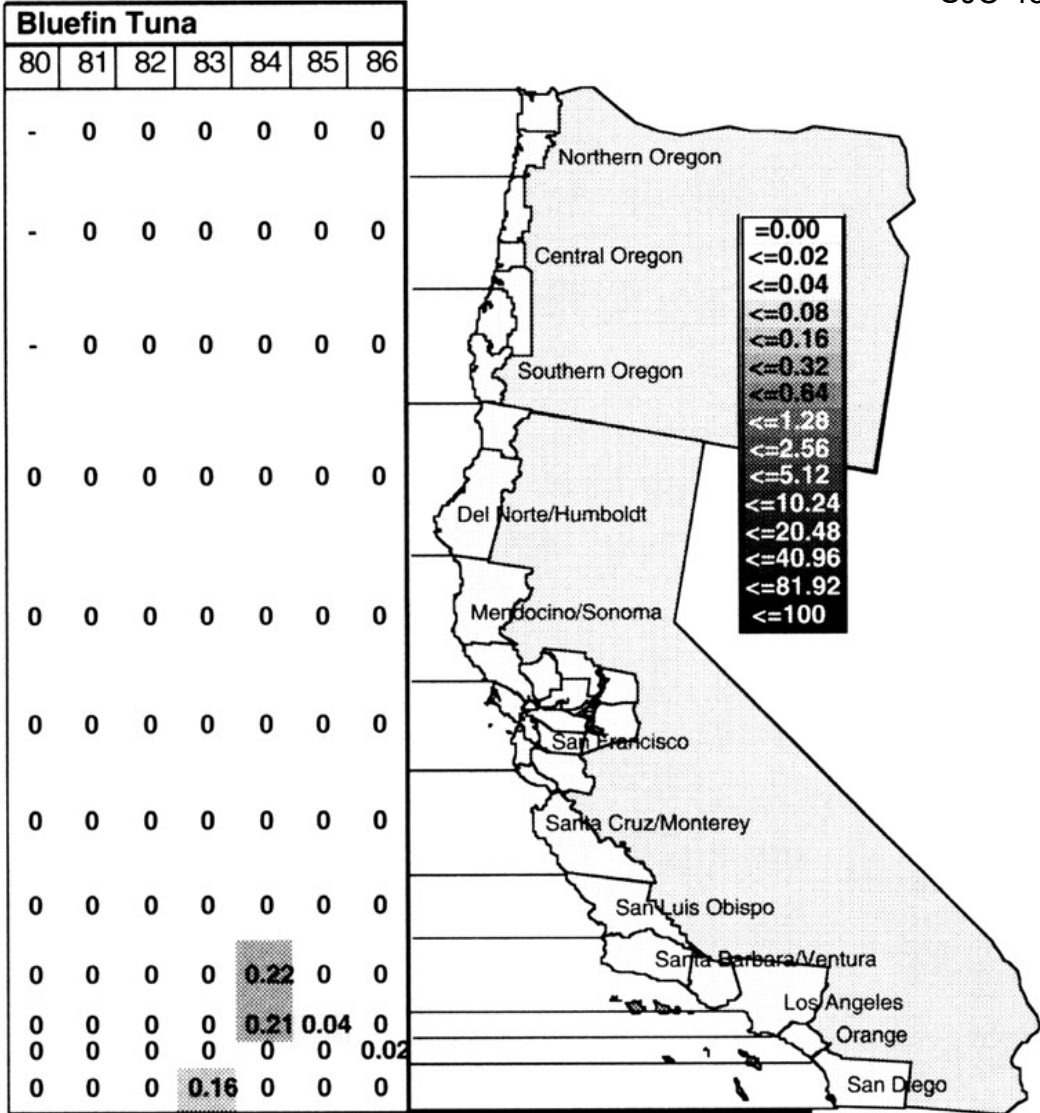 Bluefin Tuna
80 81 82 83 84 85 86
- 0 0 0 0 0 0
Northern Oregon
- 0 0 0 0 0 0
Central Oregon
- 0 0 0 0 0 0
Southern Oregon
0 0 0 0 0 0 0
Del Norte/Humboldt
0 0 0 0 0 0 0
Mendocino/Sonoma
0 0 0 0 0 0 0
San Francisco
0 0 0 0 0 0 0
Santa Cruz/Monterey
0 0 0 0 0 0 0
San Luis Obispo
0 0 0 0 0.22 0 0
Santa Barbara/Ventura
0 0 0 0 0.21 0.04 0
Los Angeles
0 0 0 0 0 0 0.02
Orange
0 0 0 0.16 0 0 0
San Diego
=0.00
<=0.02
<=0.04
<=0.08
<=0.16
<=0.32
<=0.64
<=1.28
<=2.56
<=5.12
<=10.24
<=20.48
<=40.96
<=81.92
<=100